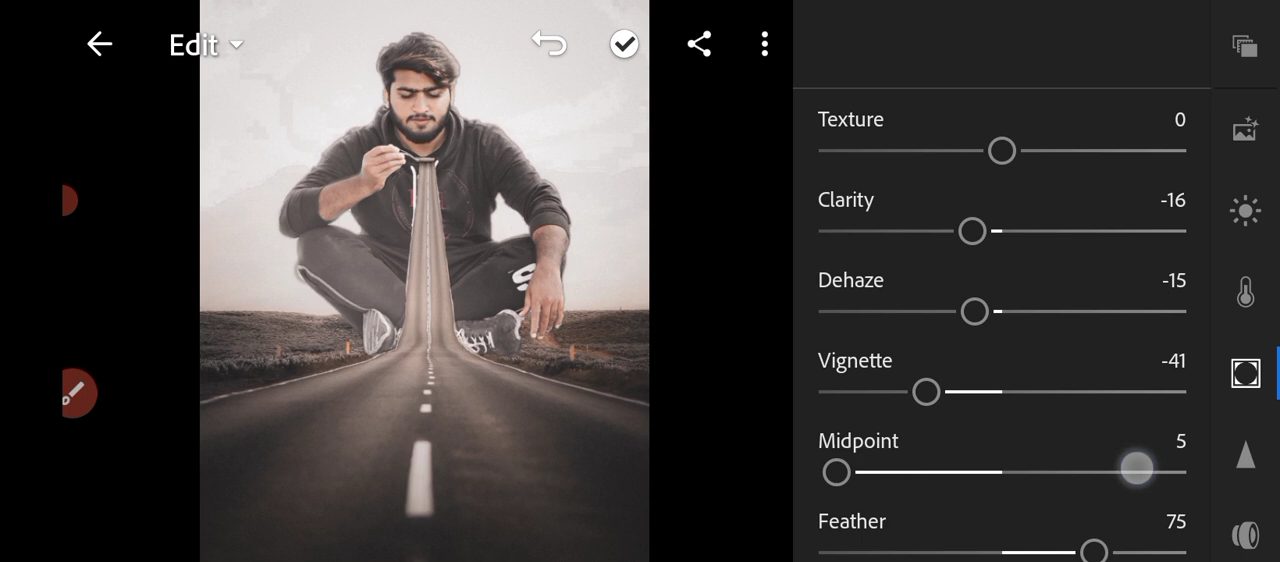 Edit
Texture 0
Clarity -16
Dehaze -15
Vignette -41
Midpoint 5
Feather 75